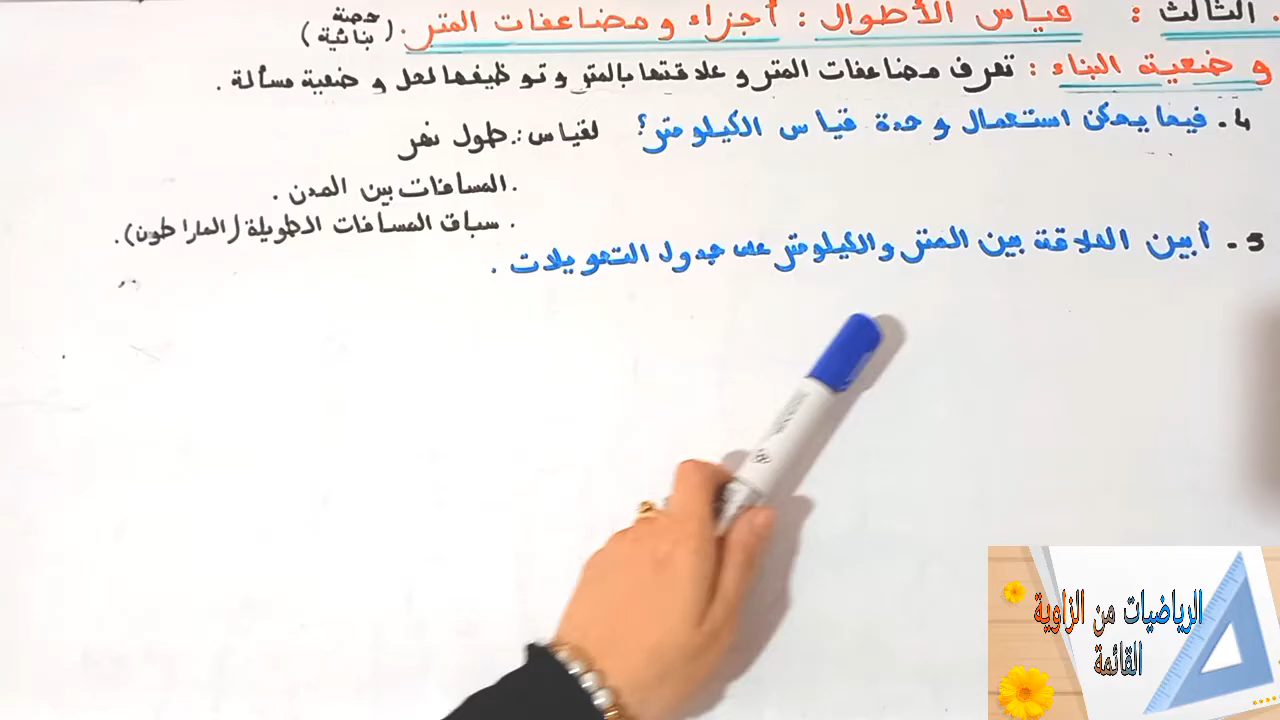 الثالث : قياس الأطوال : أجزاء و مضاعفات المتر. ( حصة بنائية )
وضعية البناء : تعرف مضاعفات المتر و علاقتها بالمتر و توظيفها لحل وضعية مسألة .
4. فيما يمكن استعمال وحدة قياس الكيلومتر؟ لقياس : . طول نهر
. المسافات بين المدن .
. سباق المسافات الطويلة (الماراطون).
5. أبين العلاقة بين المتر والكيلومتر على جدول التحويلات .
الرياضيات من الزاوية
القائمة